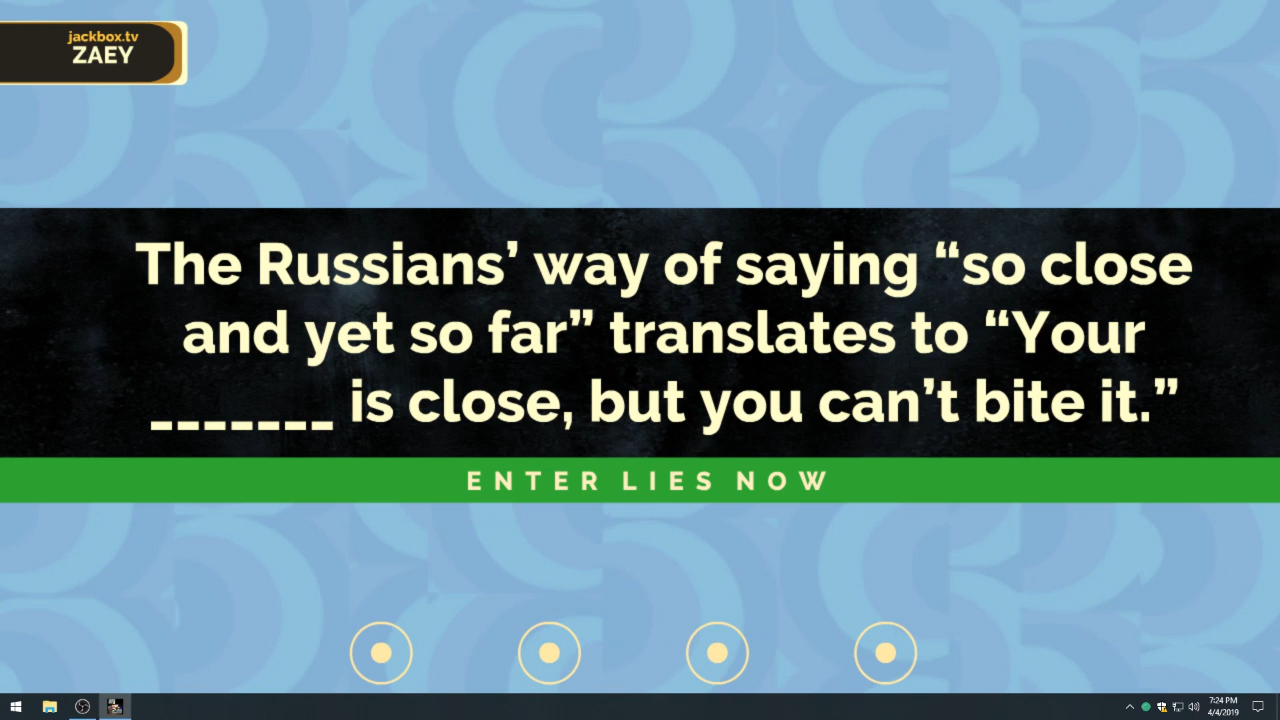 jackbox.tv
ZAEY
The Russians’ way of saying “so close
and yet so far” translates to “Your
_______ is close, but you can’t bite it.”
ENTER LIES NOW
7:24 PM
4/4/2019